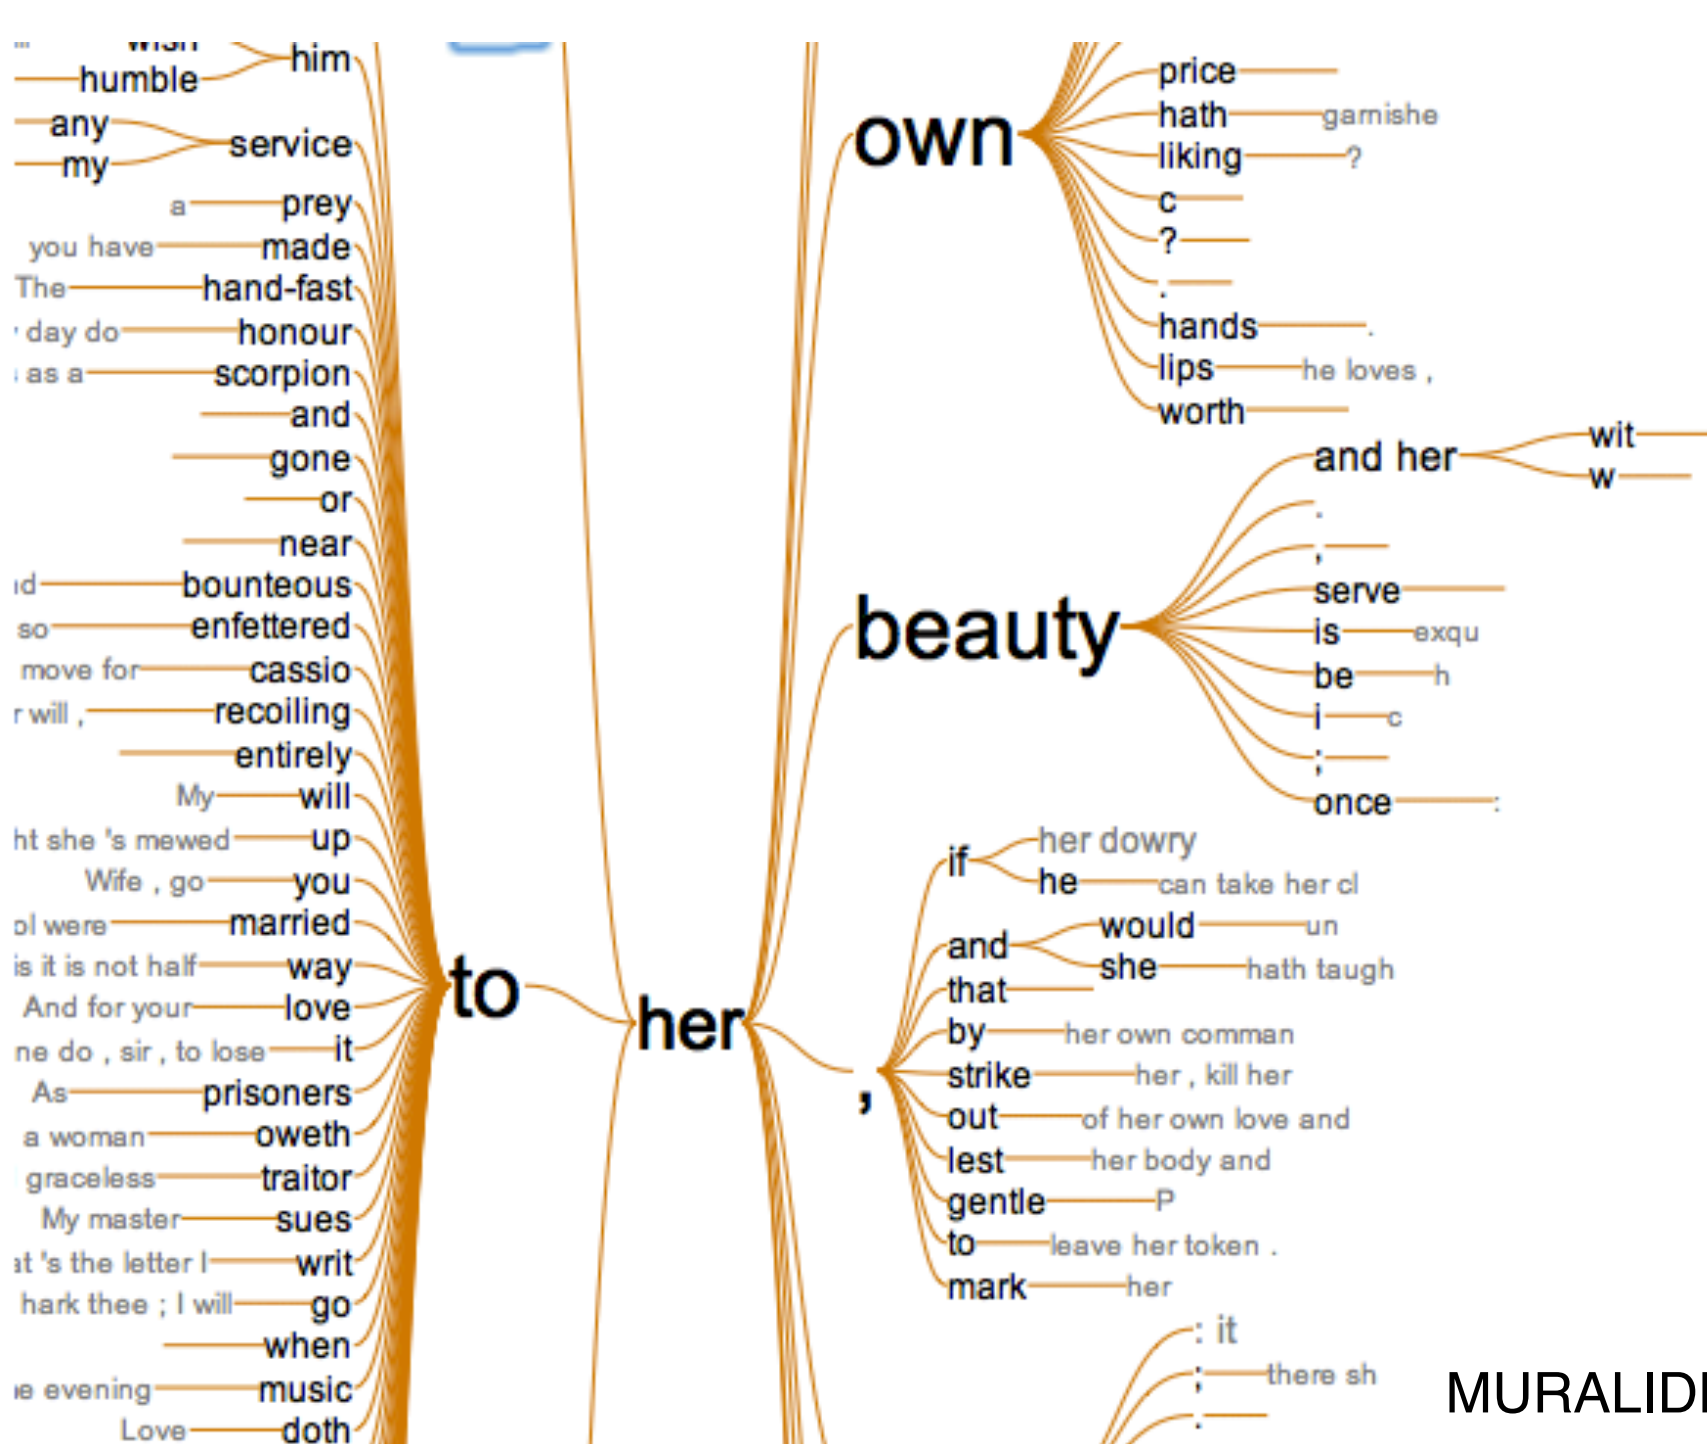 him
humble
any
service
my
a prey
you have made
The hand-fast
day do honour
as a scorpion
and
gone
or
near
bounteous
so enfettered
move for cassio
will , recoiling
entirely
My will
she 's mewed up
Wife , go you
were married
is it is not half way
And for your love
do , sir , to lose it
As prisoners
a woman oweth
graceless traitor
My master sues
's the letter I writ
hark thee ; I will go
when
evening music
Love doth
to
her
own
price
hath garnishe
liking ?
c
?
.
hands .
lips he loves ,
worth
beauty
and her
wit
w
.
,
serve
is exqu
be h
i c
;
once :
,
if
her dowry
he can take her cl
and
would un
she hath taugh
that
by her own comman
strike her , kill her
out of her own love and
lest her body and
gentle P
to leave her token .
mark her
: it
; there sh
.
MURALID